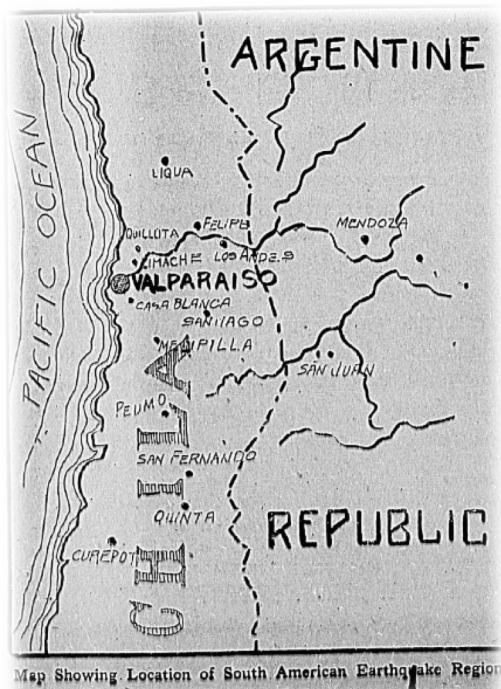 ARGENTINE
PACIFIC OCEAN
LIQUA
FELIPE
MENDOZA
QUILLOTA
LIMACHE
LOS ANDES
VALPARAISO
CASA BLANCA
SANTIAGO
MELIPILLA
SAN JUAN
PEUMO
CHILI
SAN FERNANDO
QUINTA
REPUBLIC
CUREPOT
Map Showing Location of South American Earthquake Region